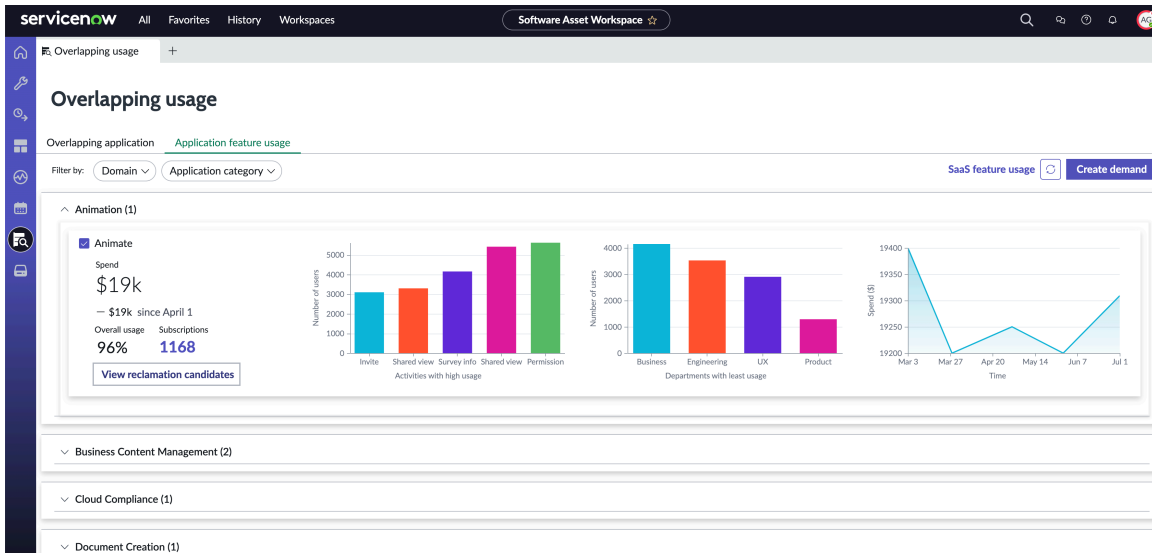 servicenow All Favorites History Workspaces Software Asset Workspace AG
Overlapping usage
Overlapping usage
Overlapping application Application feature usage
Filter by: Domain Application category SaaS feature usage Create demand
Animation (1)
Animate
Spend
$19k
— $19k since April 1
Overall usage Subscriptions
96% 1168
View reclamation candidates
Number of users
5000
4000
3000
2000
1000
0
Invite Shared view Survey info Shared view Permission
Activities with high usage
Number of users
4000
3000
2000
1000
0
Business Engineering UX Product
Departments with least usage
Spend ($)
19400
19350
19300
19250
19200
Mar 3 Mar 27 Apr 20 May 14 Jun 7 Jul 1
Time
Business Content Management (2)
Cloud Compliance (1)
Document Creation (1)